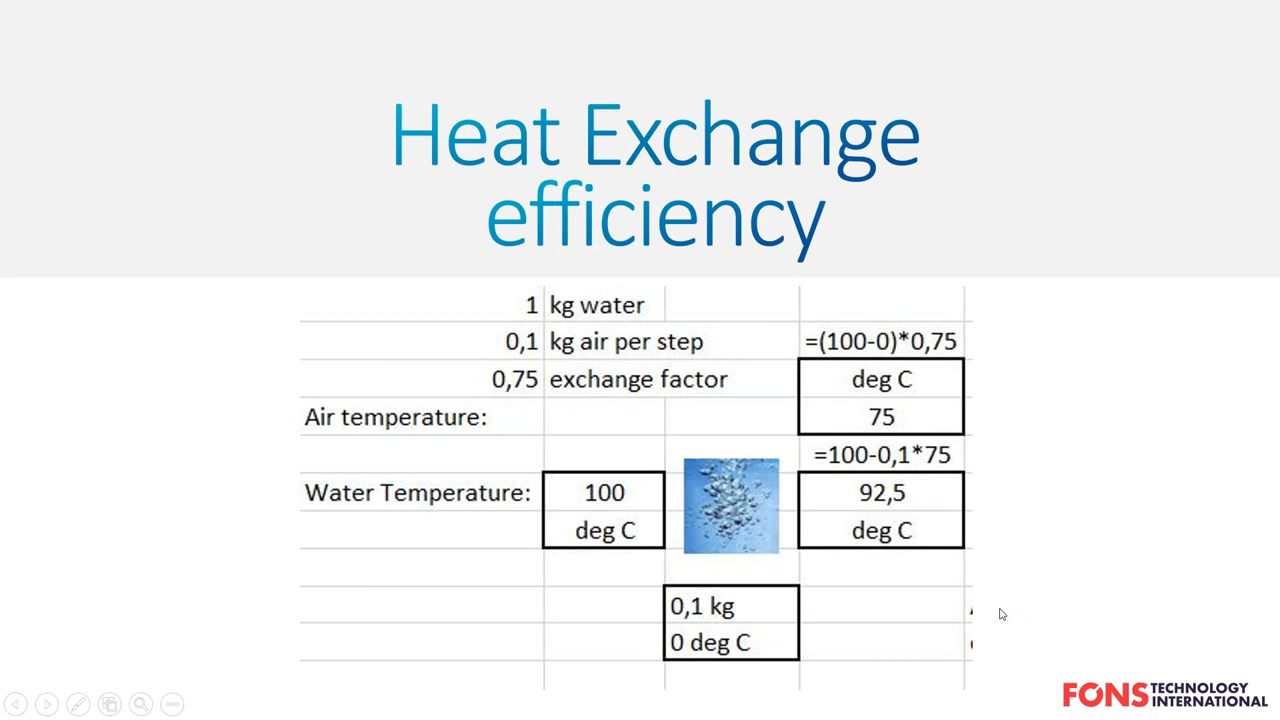 Heat Exchange
efficiency
1 kg water
0,1 kg air per step =(100-0)*0,75
0,75 exchange factor deg C
Air temperature: 75
=100-0,1*75
Water Temperature: 100 92,5
deg C deg C
0,1 kg
0 deg C
FONS TECHNOLOGY
INTERNATIONAL